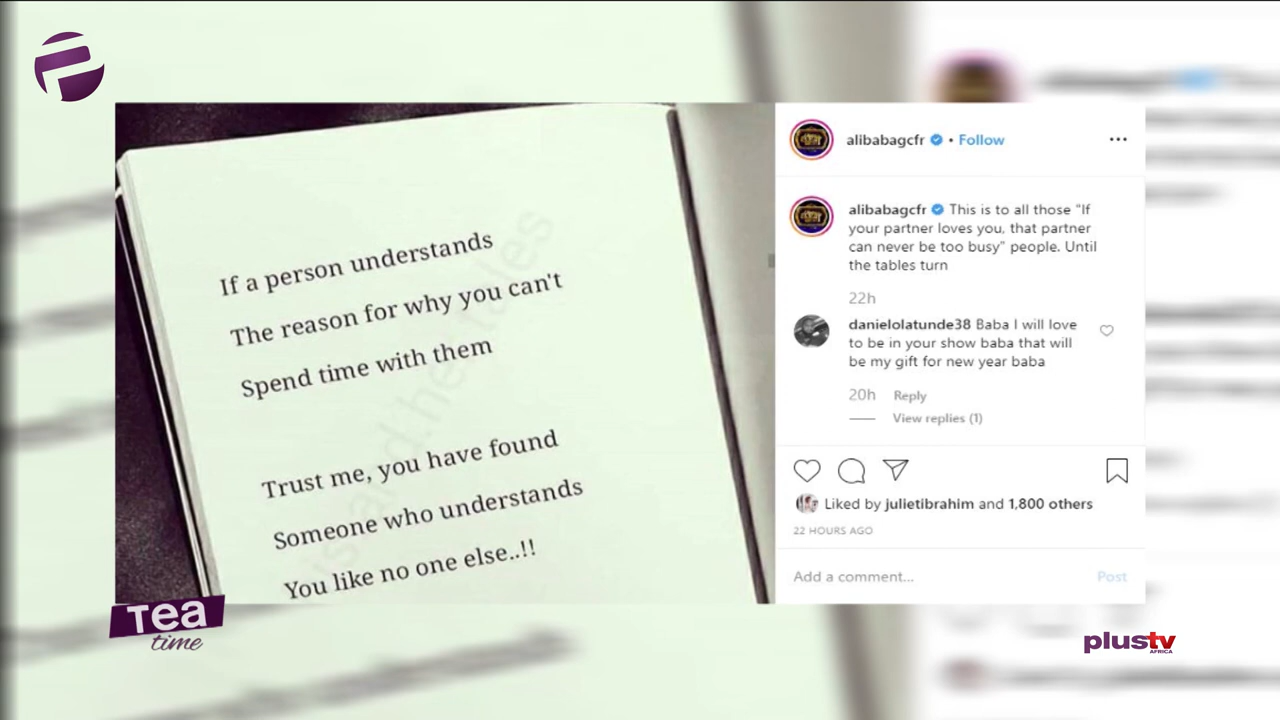 If a person understands
The reason for why you can't
Spend time with them
Trust me, you have found
Someone who understands
You like no one else..!!
alibabagcfr • Follow
alibabagcfr This is to all those "If
your partner loves you, that partner
can never be too busy" people. Until
the tables turn
22h
danielolatunde38 Baba I will love
to be in your show baba that will
be my gift for new year baba
20h Reply
View replies (1)
Liked by julietibrahim and 1,800 others
22 HOURS AGO
Add a comment... Post
Tea
time
plustv
AFRICA